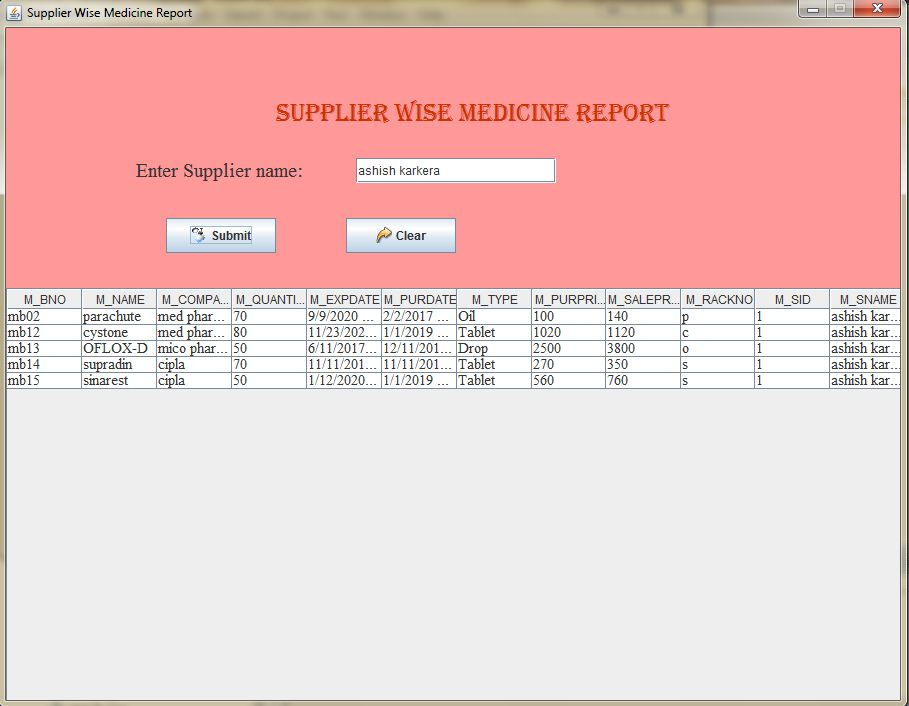 Supplier Wise Medicine Report
SUPPLIER WISE MEDICINE REPORT
Enter Supplier name: ashish karkera
Submit Clear
M_BNO M_NAME M_COMPA... M_QUANTI... M_EXPDATE M_PURDATE M_TYPE M_PURPRI... M_SALEPR... M_RACKNO M_SID M_SNAME
mb02 parachute med phar... 70 9/9/2020 ... 2/2/2017 ... Oil 100 140 p 1 ashish kar...
mb12 cystone med phar... 80 11/23/202... 1/1/2019 ... Tablet 1020 1120 c 1 ashish kar...
mb13 OFLOX-D mico phar... 50 6/11/2017... 12/11/201... Drop 2500 3800 o 1 ashish kar...
mb14 supradin cipla 70 11/11/201... 11/11/201... Tablet 270 350 s 1 ashish kar...
mb15 sinarest cipla 50 1/12/2020... 1/1/2019 ... Tablet 560 760 s 1 ashish kar...